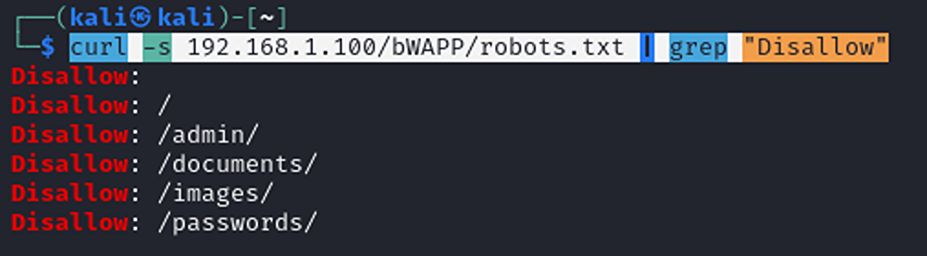 ┌──(kali㉿kali)-[~]
└─$ curl -s 192.168.1.100/bWAPP/robots.txt | grep "Disallow"
Disallow:
Disallow: /
Disallow: /admin/
Disallow: /documents/
Disallow: /images/
Disallow: /passwords/